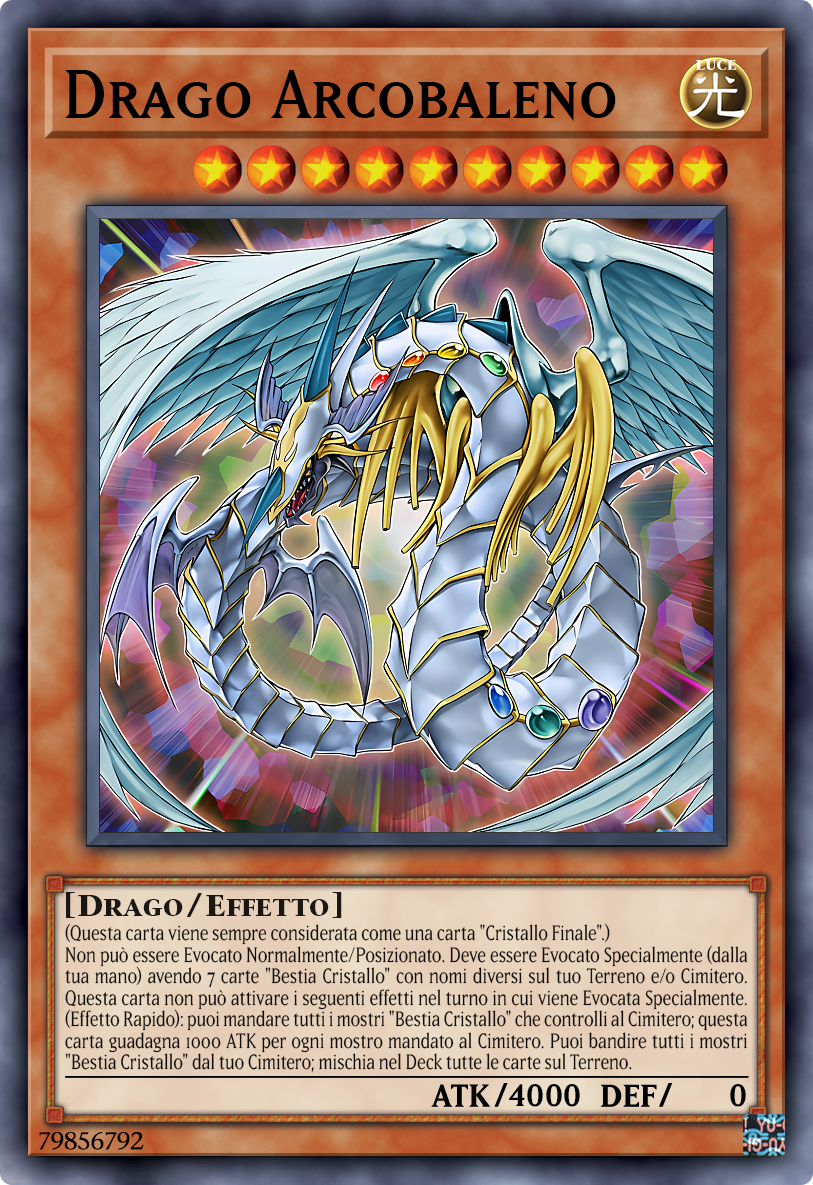 Drago Arcobaleno
LUCE
光
[Drago/Effetto]
(Questa carta viene sempre considerata come una carta "Cristallo Finale".)
Non può essere Evocato Normalmente/Posizionato. Deve essere Evocato Specialmente (dalla
tua mano) avendo 7 carte "Bestia Cristallo" con nomi diversi sul tuo Terreno e/o Cimitero.
Questa carta non può attivare i seguenti effetti nel turno in cui viene Evocata Specialmente.
(Effetto Rapido): puoi mandare tutti i mostri "Bestia Cristallo" che controlli al Cimitero; questa
carta guadagna 1000 ATK per ogni mostro mandato al Cimitero. Puoi bandire tutti i mostri
"Bestia Cristallo" dal tuo Cimitero; mischia nel Deck tutte le carte sul Terreno.
ATK/4000 DEF/ 0
79856792